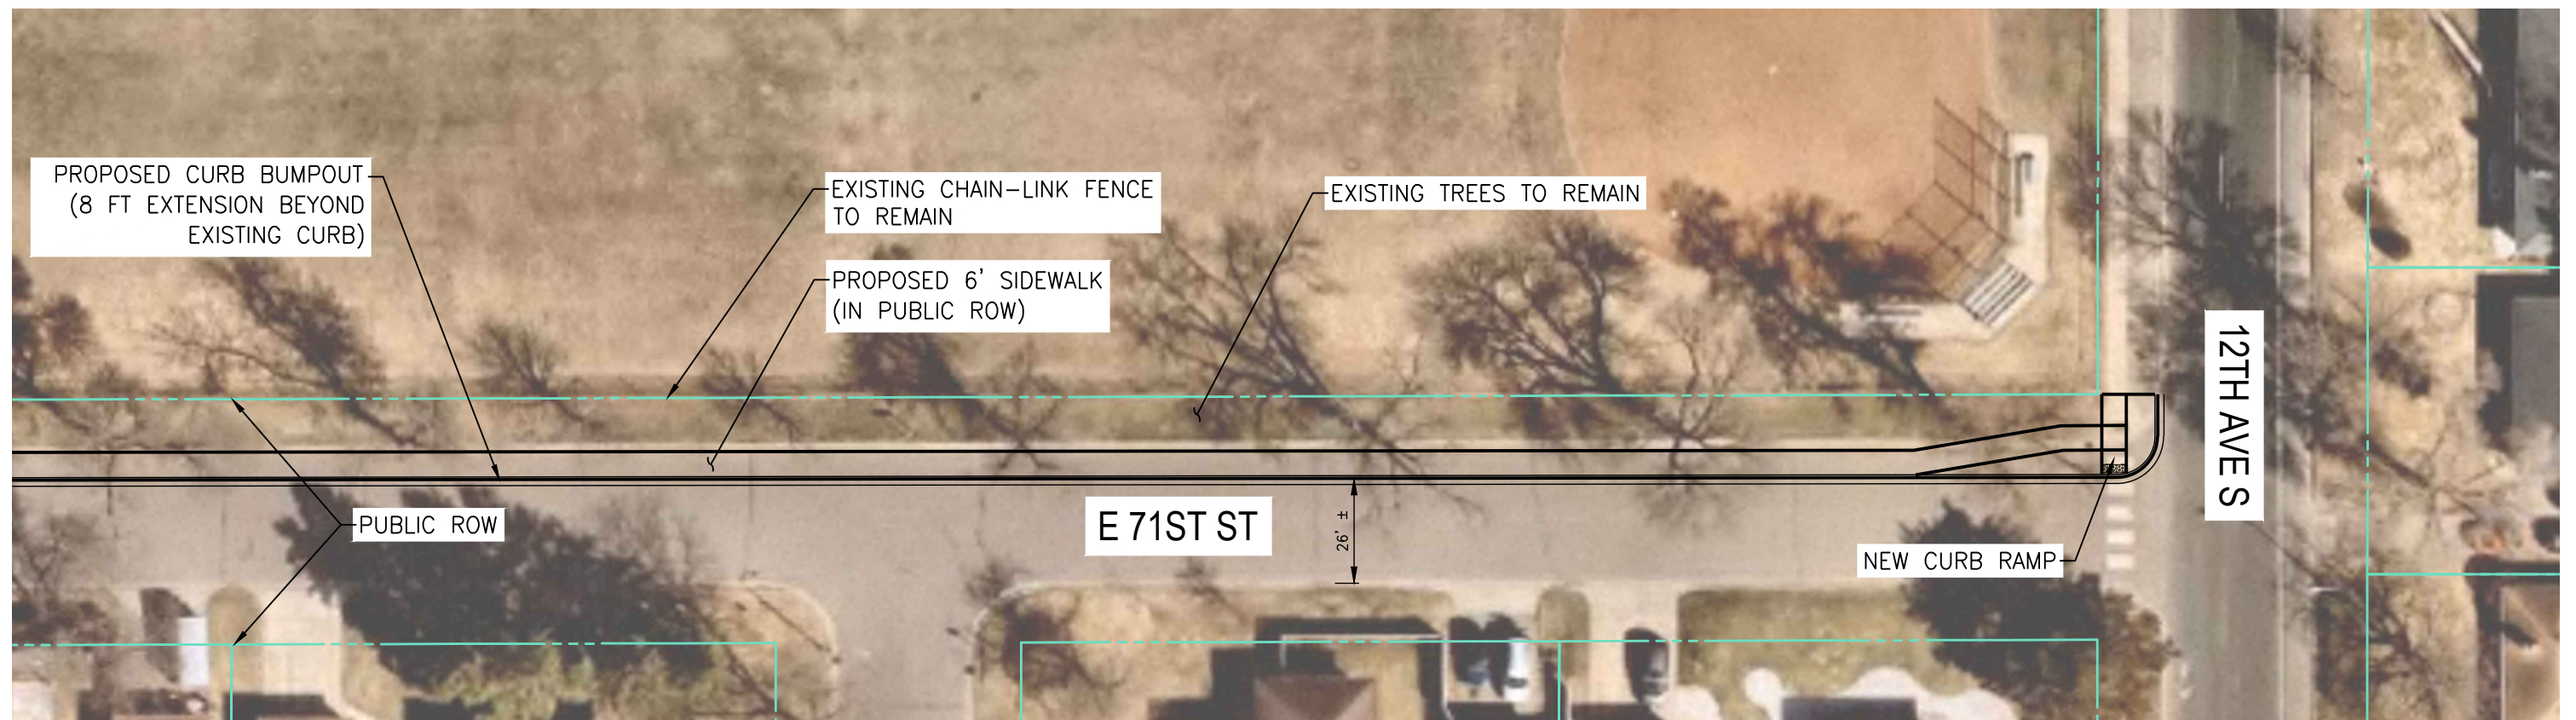 PROPOSED CURB BUMPOUT
(8 FT EXTENSION BEYOND
EXISTING CURB)
EXISTING CHAIN-LINK FENCE
TO REMAIN
EXISTING TREES TO REMAIN
PROPOSED 6' SIDEWALK
(IN PUBLIC ROW)
12TH AVE S
PUBLIC ROW
E 71ST ST
26' ±
NEW CURB RAMP